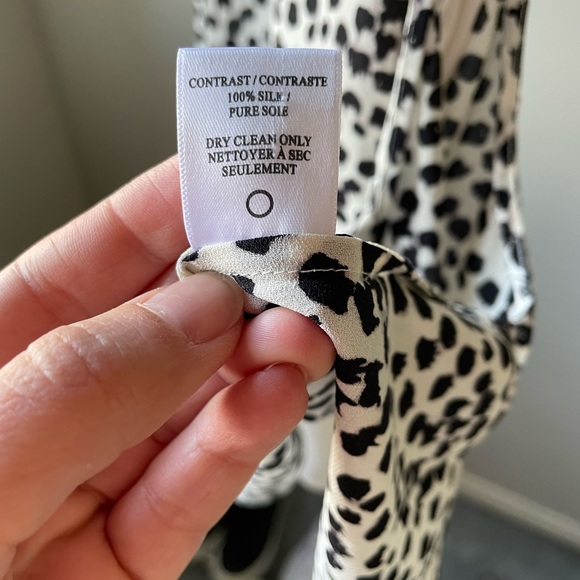 CONTRAST / CONTRASTE
100% SILK /
PURE SOIE
DRY CLEAN ONLY
NETTOYER À SEC
SEULEMENT